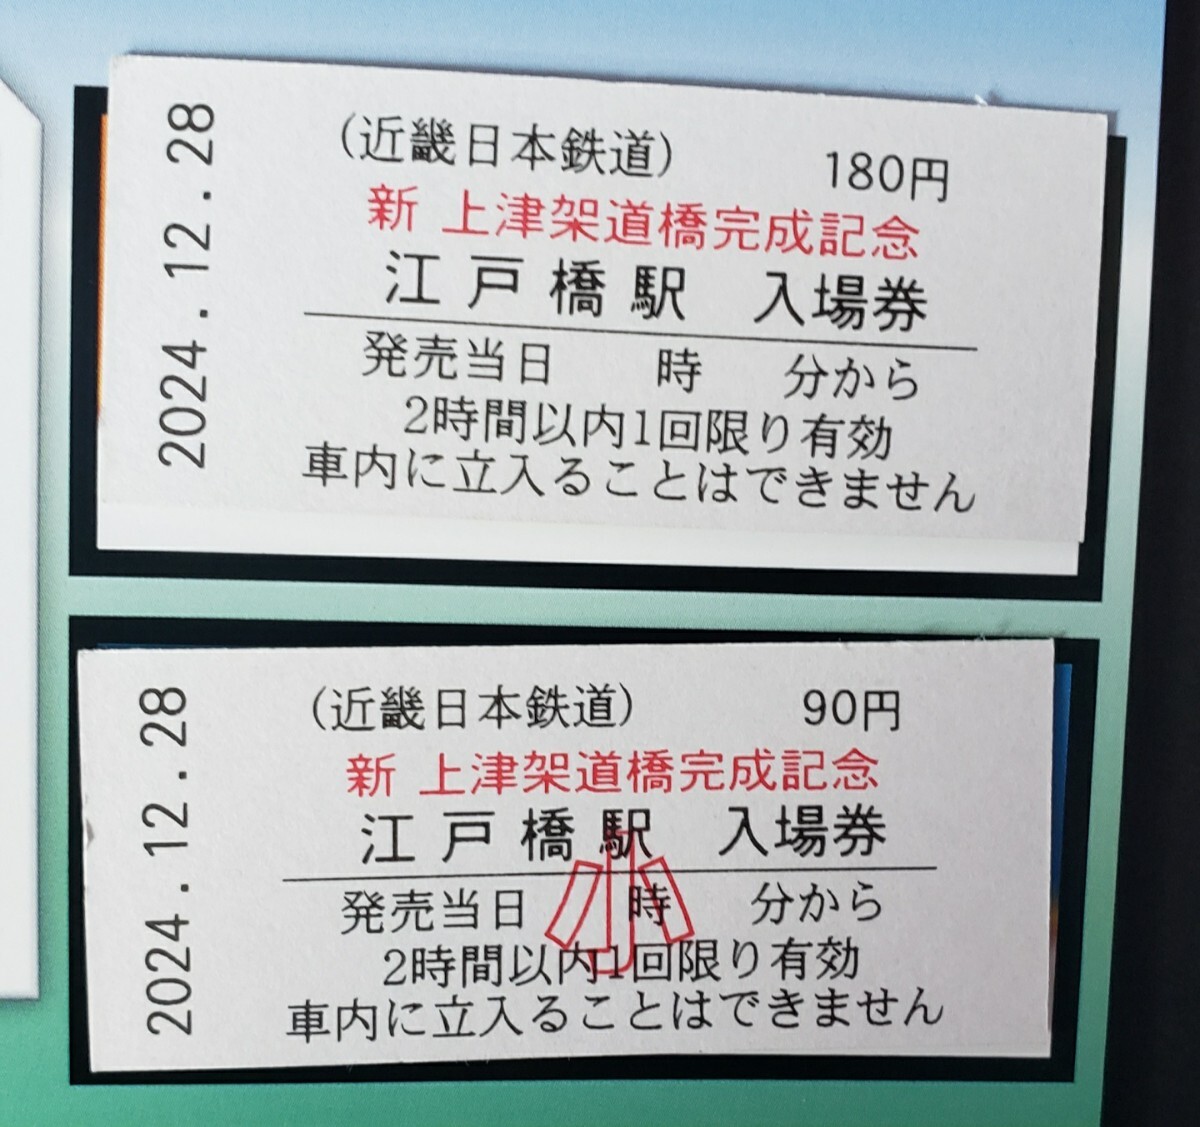 2024.12.28
(近畿日本鉄道) 180円
新 上津架道橋完成記念
江戸橋駅 入場券
発売当日 時 分から
2時間以内1回限り有効
車内に立入ることはできません
2024.12.28
(近畿日本鉄道) 90円
新 上津架道橋完成記念
江戸橋駅 入場券
小
発売当日 時 分から
2時間以内1回限り有効
車内に立入ることはできません